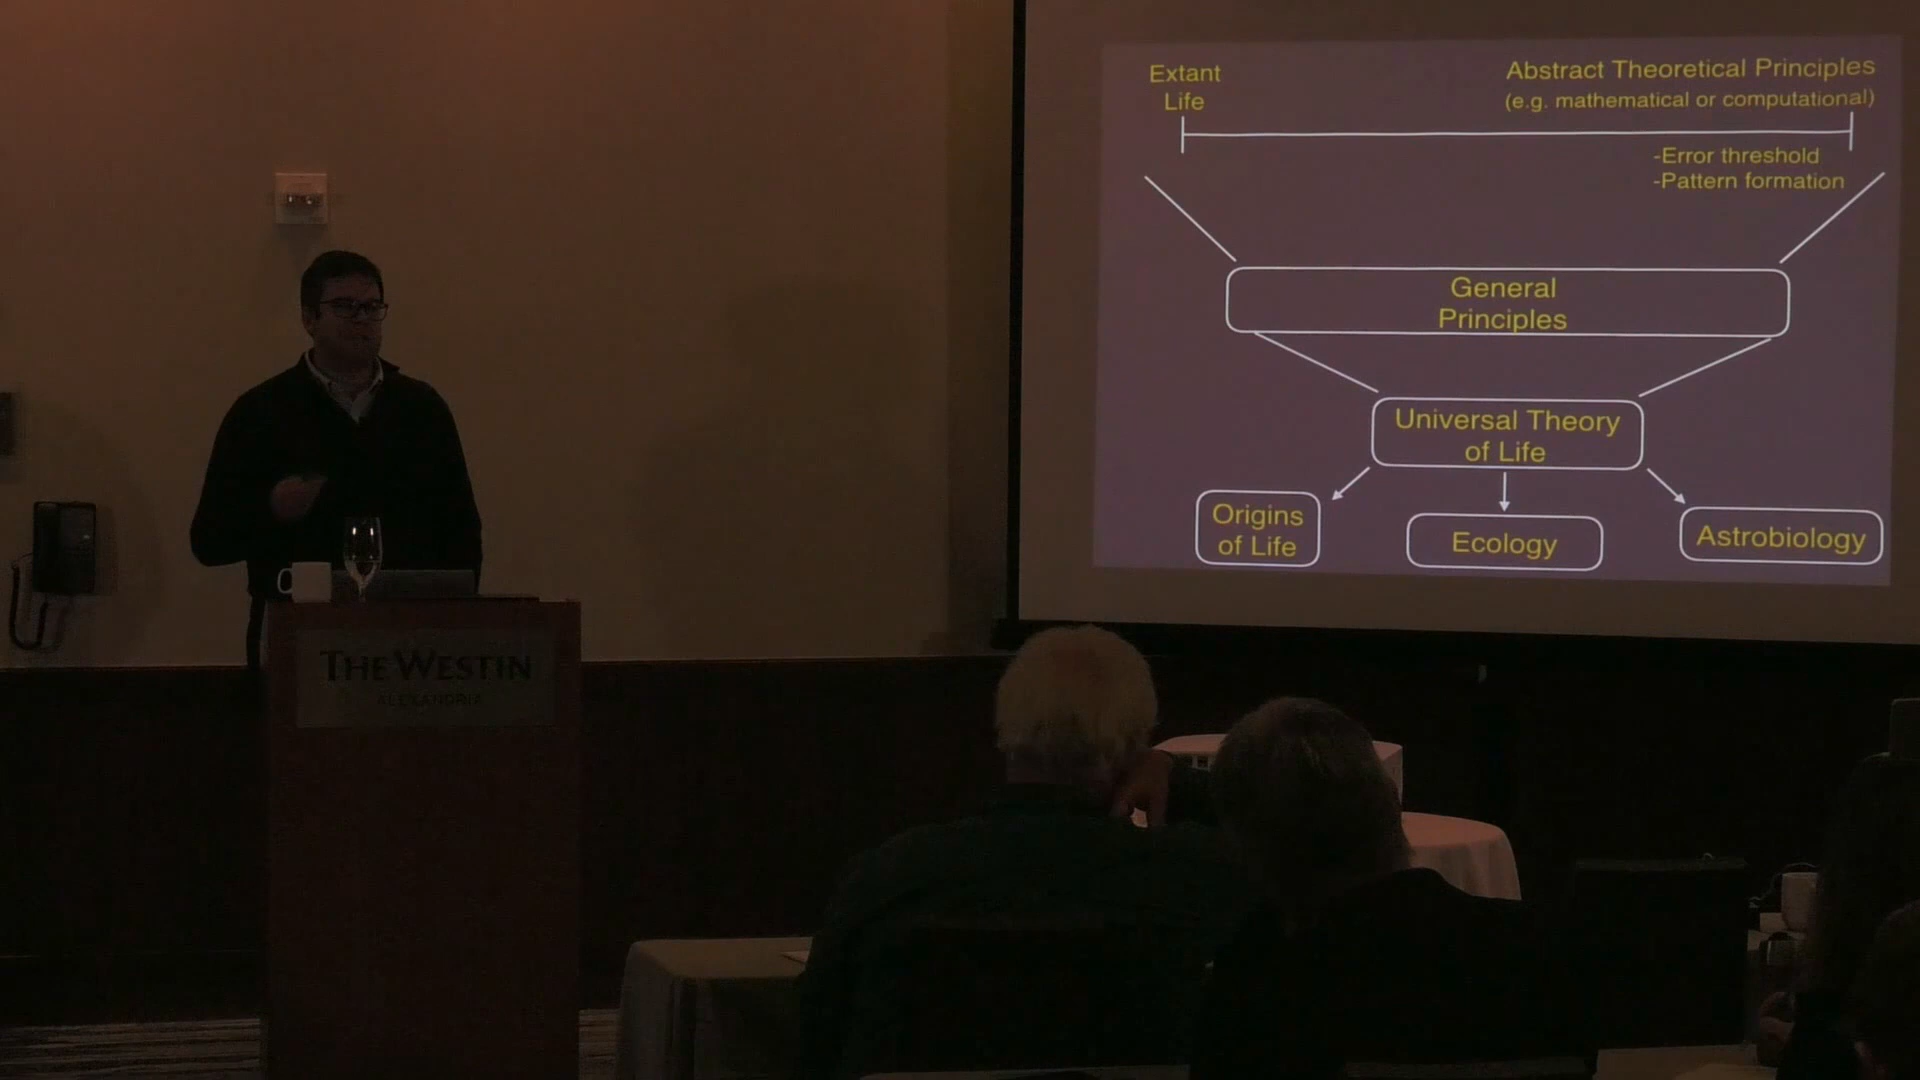 Extant
Life
Abstract Theoretical Principles
(e.g. mathematical or computational)
-Error threshold
-Pattern formation
General
Principles
Universal Theory
of Life
Origins
of Life
Ecology
Astrobiology
THE WESTIN
ALEXANDRIA